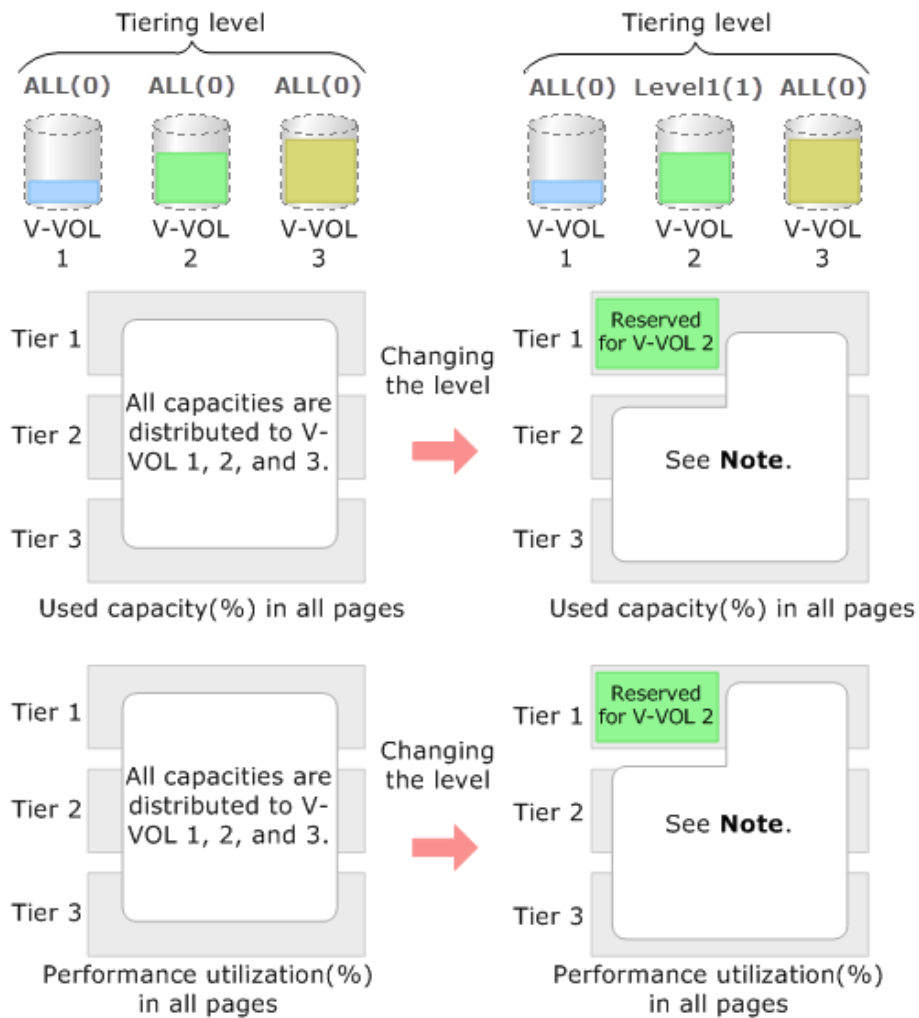 Tiering level
ALL(0) ALL(0) ALL(0)
V-VOL 1
V-VOL 2
V-VOL 3
Tier 1
Tier 2
Tier 3
All capacities are
distributed to V-
VOL 1, 2, and 3.
Used capacity(%) in all pages
Changing
the level
Tiering level
ALL(0) Level1(1) ALL(0)
V-VOL 1
V-VOL 2
V-VOL 3
Tier 1
Tier 2
Tier 3
Reserved
for V-VOL 2
See Note.
Used capacity(%) in all pages
Tier 1
Tier 2
Tier 3
All capacities are
distributed to V-
VOL 1, 2, and 3.
Performance utilization(%)
in all pages
Changing
the level
Tier 1
Tier 2
Tier 3
Reserved
for V-VOL 2
See Note.
Performance utilization(%)
in all pages